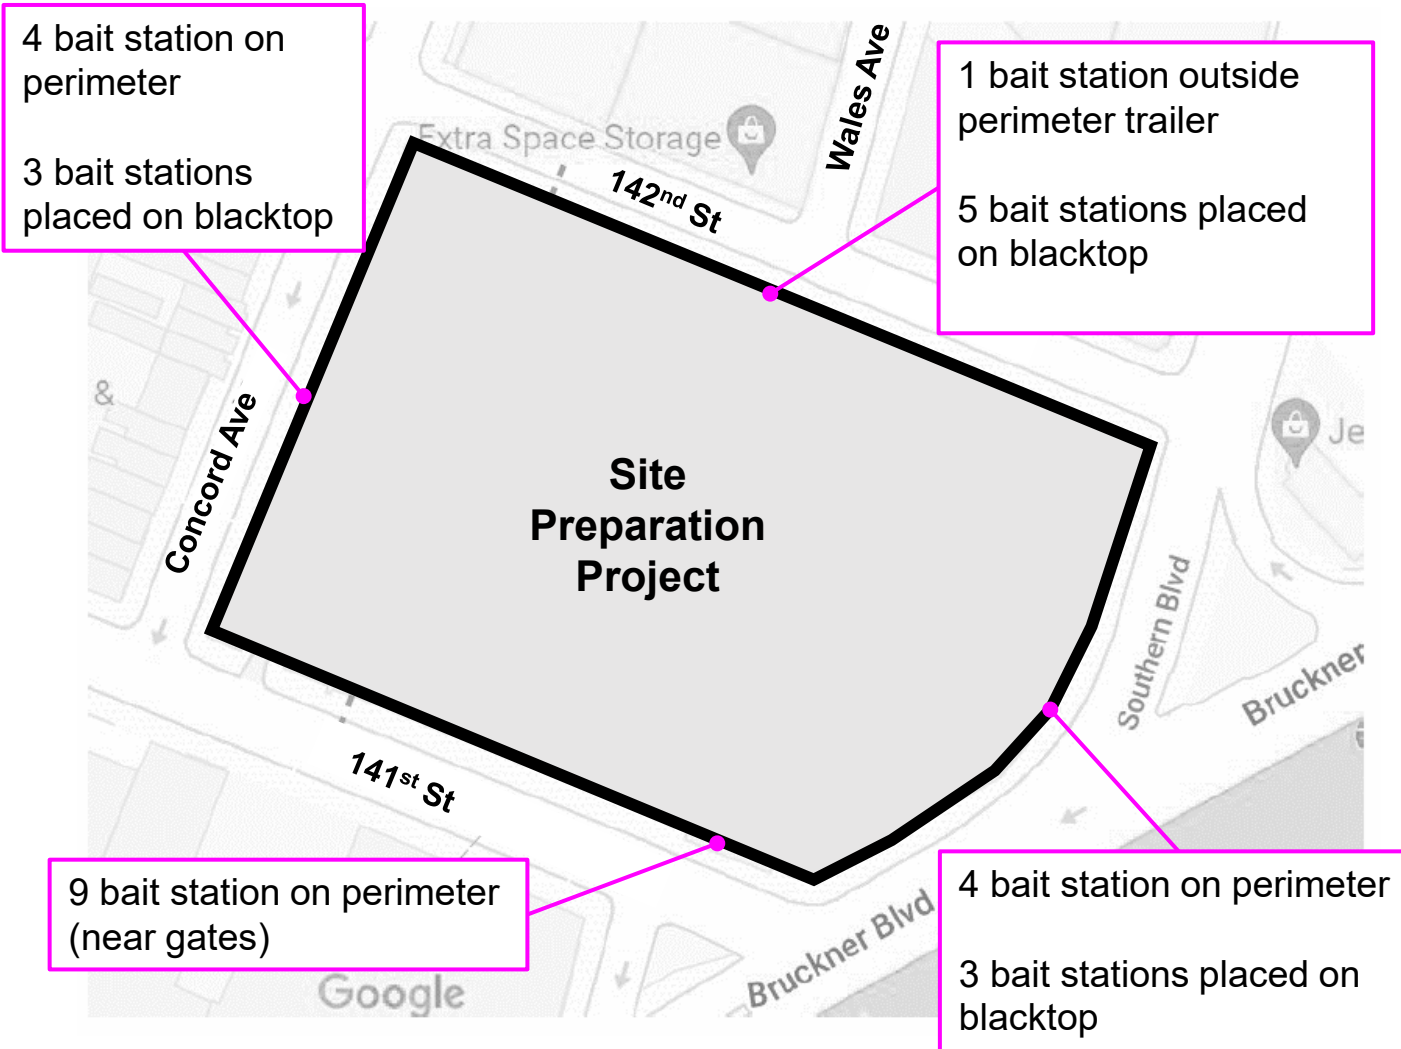 4 bait station on
perimeter
3 bait stations
placed on blacktop
1 bait station outside
perimeter trailer
5 bait stations placed
on blacktop
Extra Space Storage
Wales Ave
142nd St
&
Concord Ave
Je
Site
Preparation
Project
Southern Blvd
Bruckner
141st St
9 bait station on perimeter
(near gates)
4 bait station on perimeter
3 bait stations placed on
blacktop
Bruckner Blvd
Google